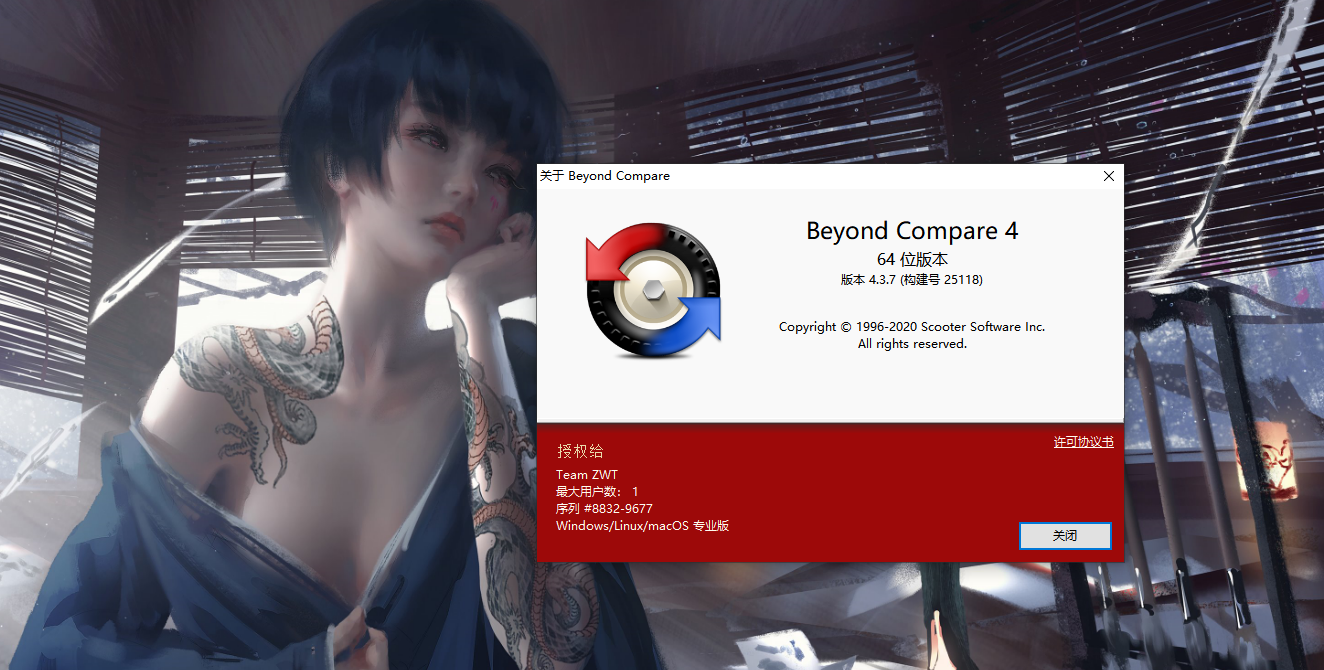 关于 Beyond Compare
Beyond Compare 4
64 位版本
版本 4.3.7 (构建号 25118)
Copyright © 1996-2020 Scooter Software Inc.
All rights reserved.
许可协议书
授权给
Team ZWT
最大用户数： 1
序列 #8832-9677
Windows/Linux/macOS 专业版
关闭